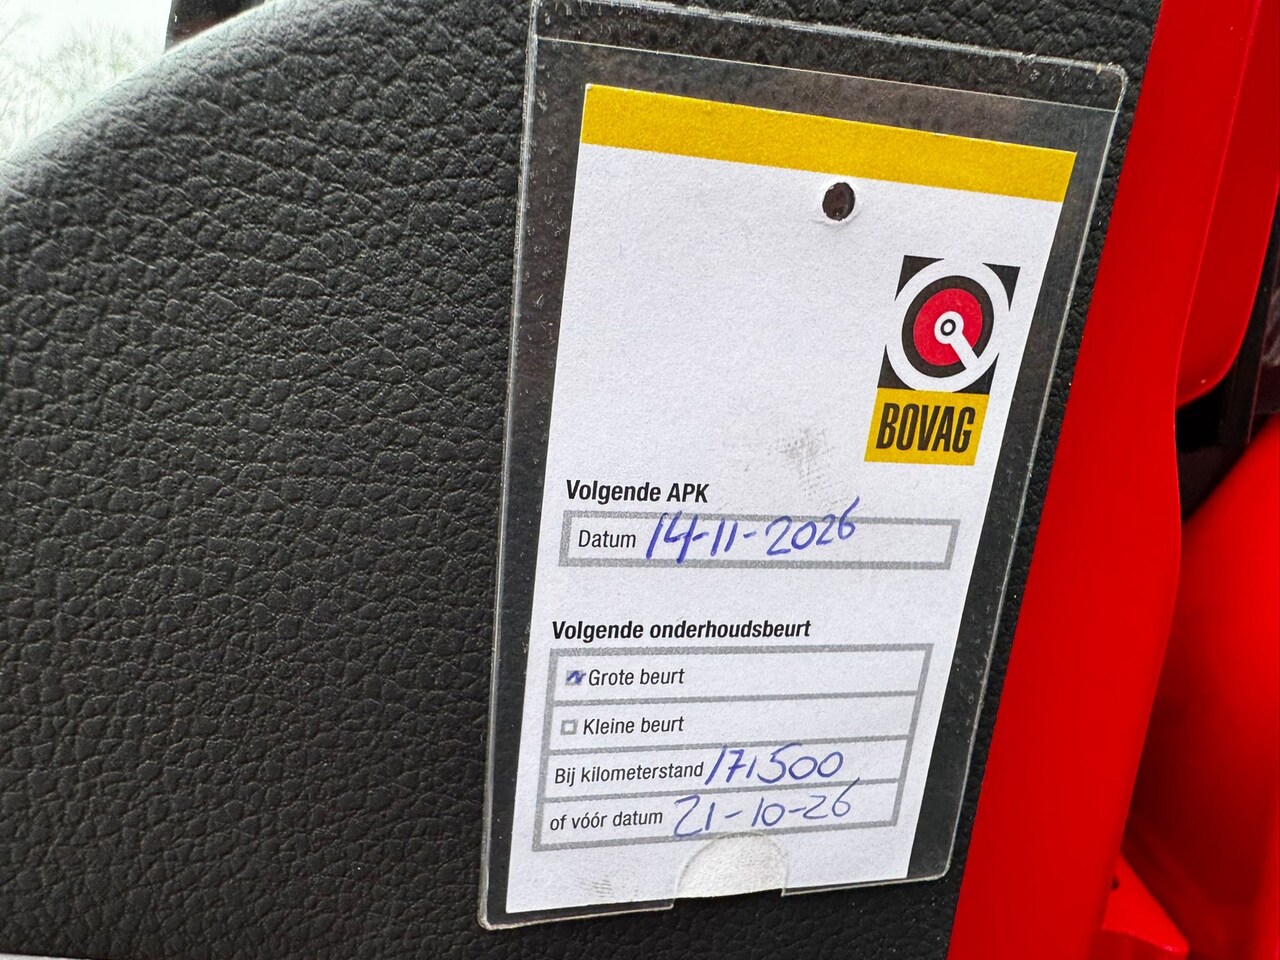 BOVAG
Volgende APK
Datum 14-11-2026
Volgende onderhoudsbeurt
Grote beurt
Kleine beurt
Bij kilometerstand 171500
of vóór datum 21-10-26